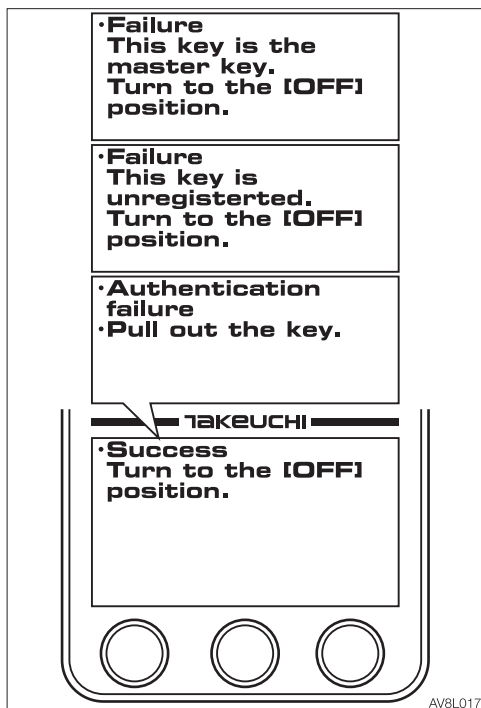 ·Failure
This key is the
master key.
Turn to the [OFF]
position.
·Failure
This key is
unregisterted.
Turn to the [OFF]
position.
·Authentication
failure
·Pull out the key.
TAKEUCHI
·Success
Turn to the [OFF]
position.
AV8L017